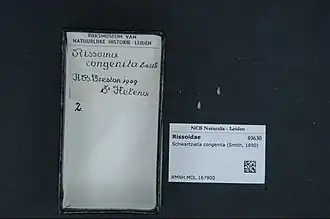 RIJKSMUSEUM VAN
NATUURLIJKE HISTORIE LEIDEN
Rissoina
congenita Smith
H.B. Preston 1909
St Helena
2
NCB Naturalis - Leiden
Rissoidae 40630
Schwartziella congenita (Smith, 1890)
RMNH.MOL.167900